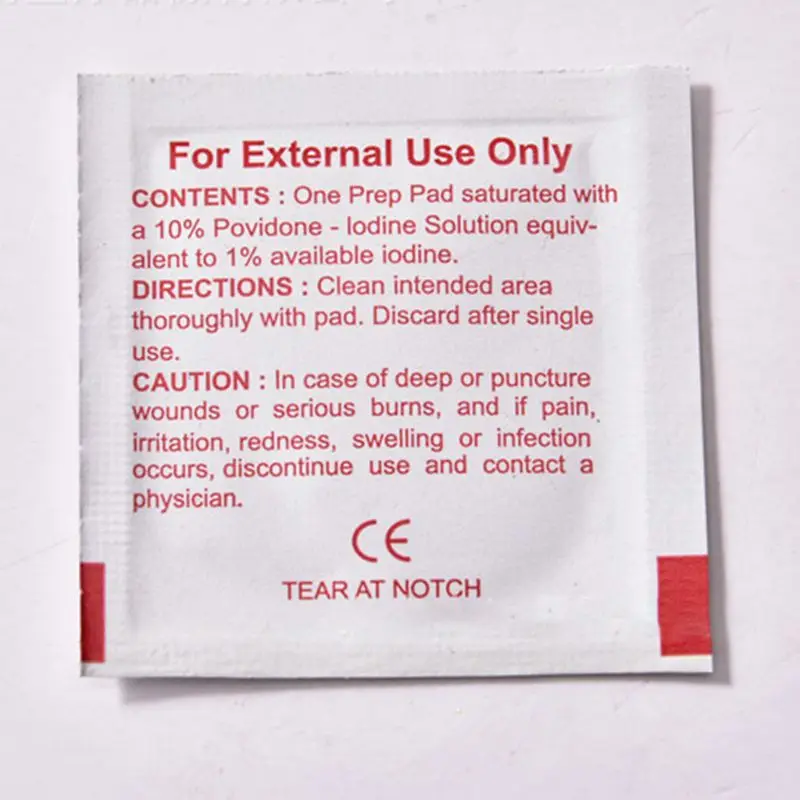 For External Use Only
CONTENTS : One Prep Pad saturated with
a 10% Povidone - Iodine Solution equiv-
alent to 1% available iodine.
DIRECTIONS : Clean intended area
thoroughly with pad. Discard after single
use.
CAUTION : In case of deep or puncture
wounds or serious burns, and if pain,
irritation, redness, swelling or infection
occurs, discontinue use and contact a
physician.
CE
TEAR AT NOTCH